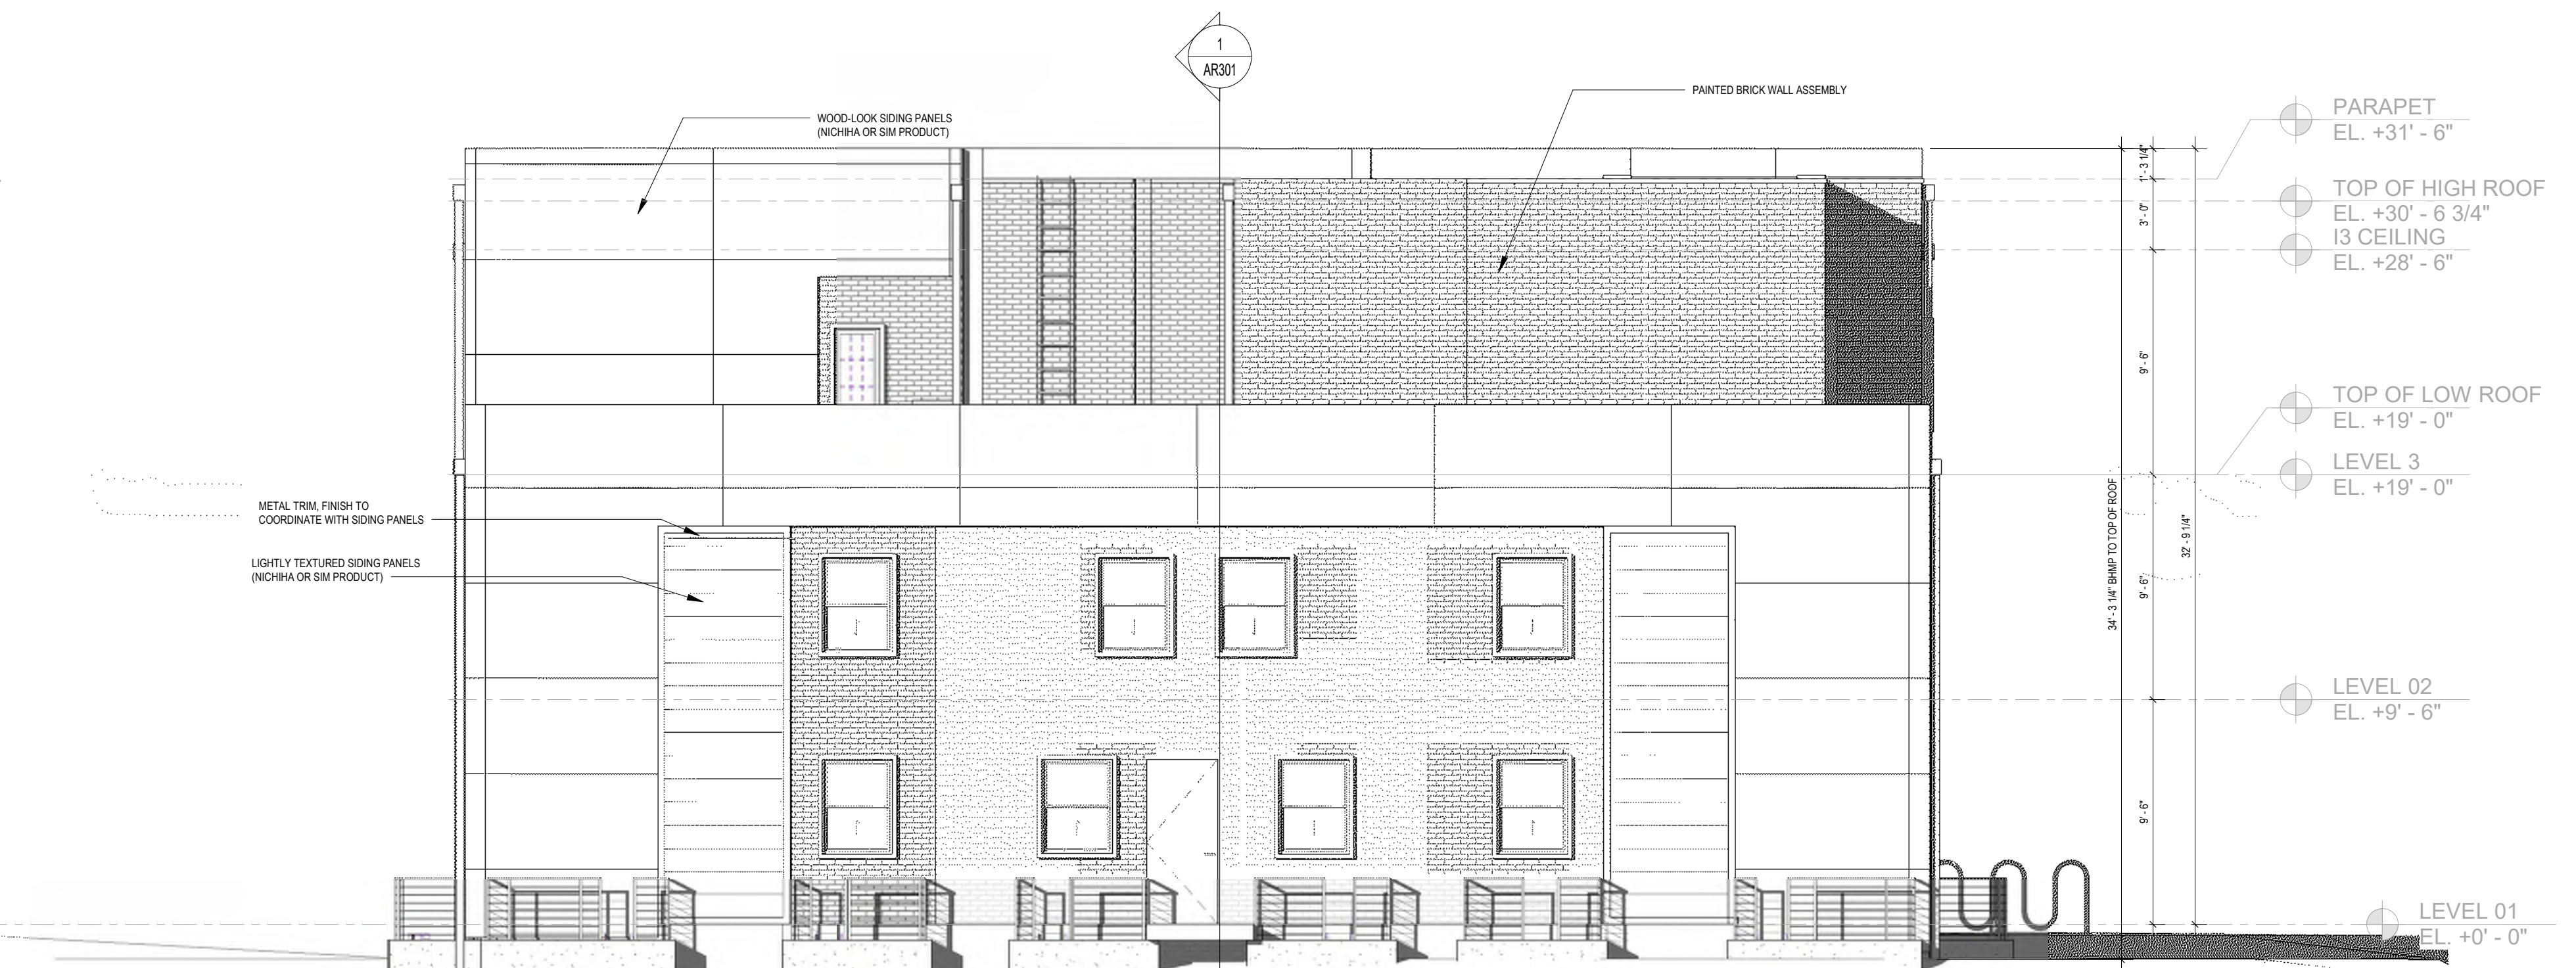 1
AR301
PAINTED BRICK WALL ASSEMBLY
WOOD-LOOK SIDING PANELS
(NICHIHA OR SIM PRODUCT)
METAL TRIM, FINISH TO
COORDINATE WITH SIDING PANELS
LIGHTLY TEXTURED SIDING PANELS
(NICHIHA OR SIM PRODUCT)
1' - 3 1/4"
3' - 0"
9' - 6"
9' - 6"
9' - 6"
34' - 3 1/4" BHMP TO TOP OF ROOF
32' - 9 1/4"
PARAPET
EL. +31' - 6"
TOP OF HIGH ROOF
EL. +30' - 6 3/4"
I3 CEILING
EL. +28' - 6"
TOP OF LOW ROOF
EL. +19' - 0"
LEVEL 3
EL. +19' - 0"
LEVEL 02
EL. +9' - 6"
LEVEL 01
EL. +0' - 0"